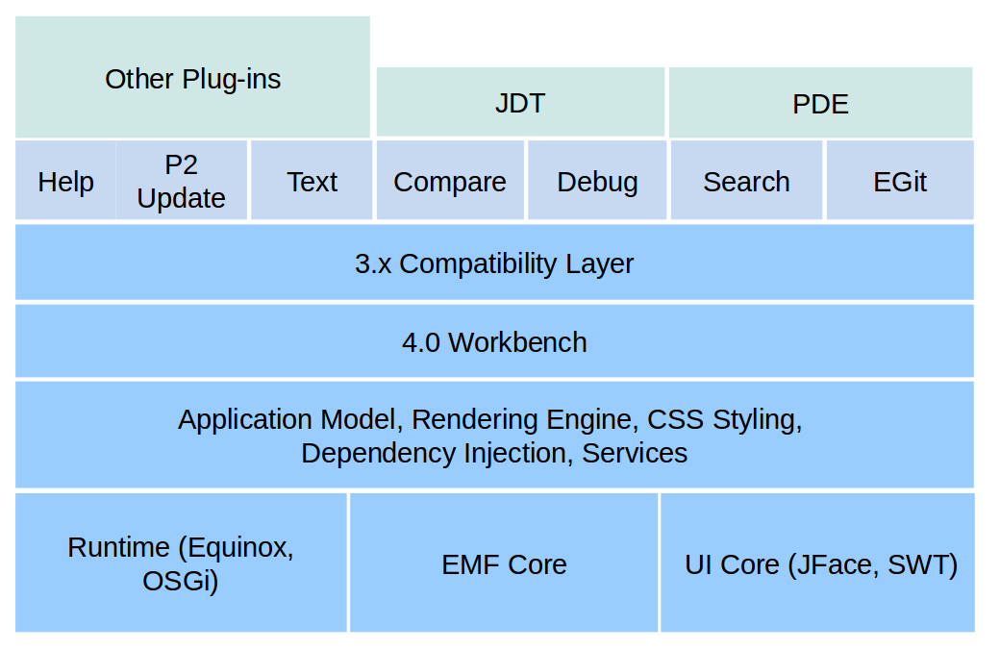 Other Plug-ins
JDT
PDE
Help
P2
Update
Text
Compare
Debug
Search
EGit
3.x Compatibility Layer
4.0 Workbench
Application Model, Rendering Engine, CSS Styling,
Dependency Injection, Services
Runtime (Equinox,
OSGi)
EMF Core
UI Core (JFace, SWT)